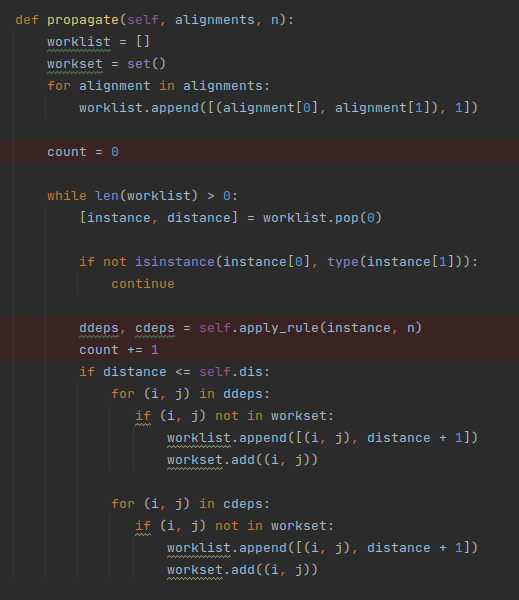 def propagate(self, alignments, n):
    worklist = []
    workset = set()
    for alignment in alignments:
        worklist.append([(alignment[0], alignment[1]), 1])
    count = 0
    while len(worklist) > 0:
        [instance, distance] = worklist.pop(0)
        if not isinstance(instance[0], type(instance[1])):
            continue
        ddeps, cdeps = self.apply_rule(instance, n)
        count += 1
        if distance <= self.dis:
            for (i, j) in ddeps:
               if (i, j) not in workset:
                   worklist.append([(i, j), distance + 1])
                   workset.add((i, j))
            for (i, j) in cdeps:
               if (i, j) not in workset:
                   worklist.append([(i, j), distance + 1])
                   workset.add((i, j))